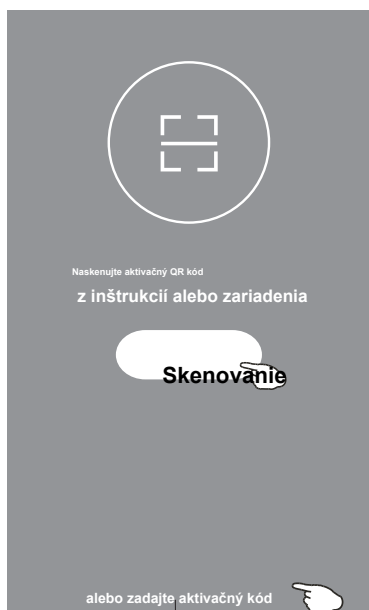 Naskenujte aktivačný QR kód
z inštrukcií alebo zariadenia
Skenovanie
alebo zadajte aktivačný kód